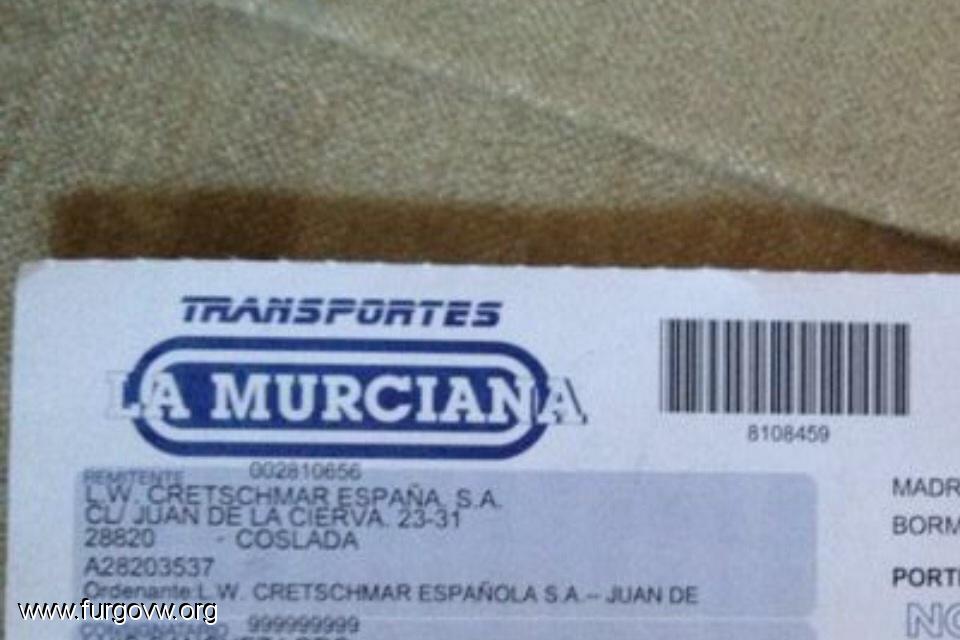 TRANSPORTES
LA MURCIANA
8108459
REMITENTE 002810656
L.W. CRETSCHMAR ESPAÑA, S.A.
CL/ JUAN DE LA CIERVA. 23-31
28820 - COSLADA
A28203537
Ordenante:L.W. CRETSCHMAR ESPAÑOLA S.A.-- JUAN DE
999999999
MADR
BORM
PORT
NO
www.furgovw.org